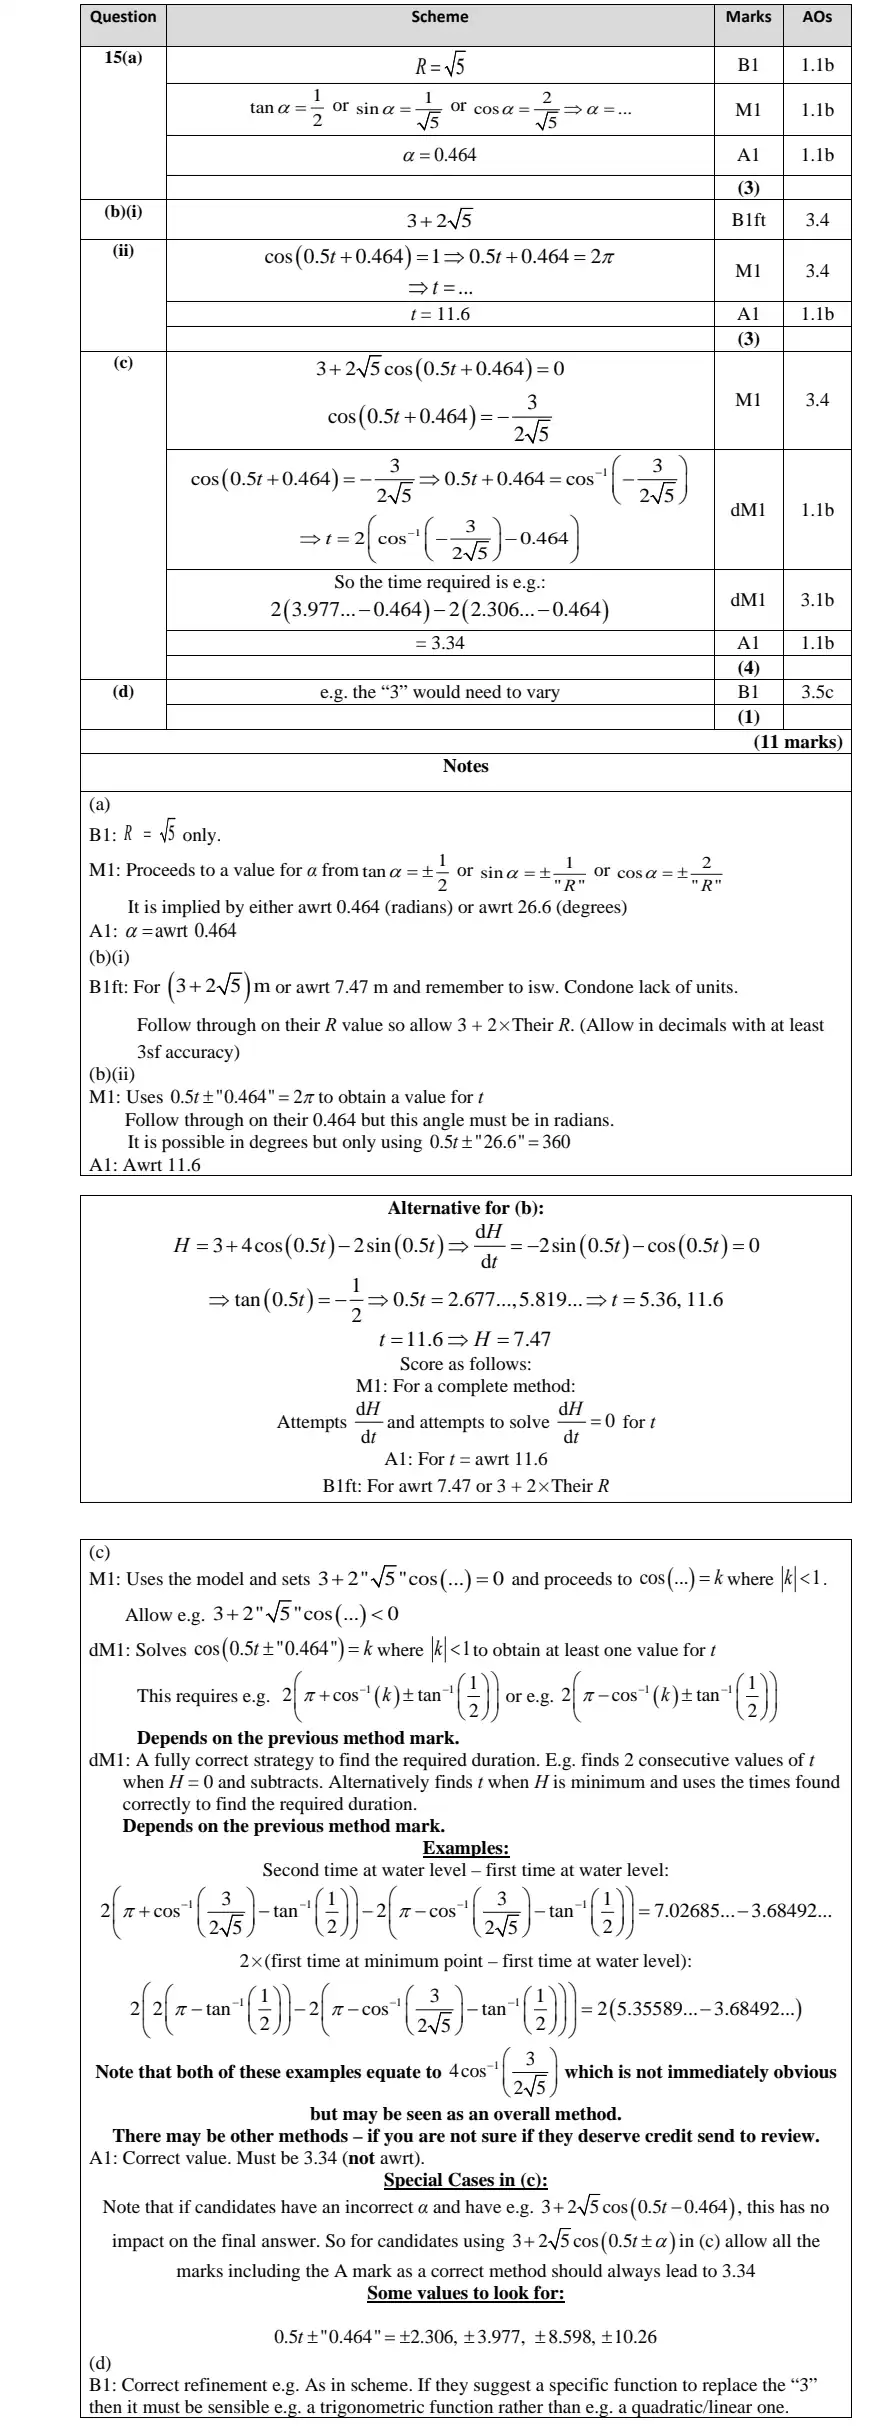 Question Scheme Marks AOs
15(a) R = √5 B1 1.1b
tan α = 1/2 or sin α = 1/√5 or cos α = 2/√5 ⇒ α = ... M1 1.1b
α = 0.464 A1 1.1b
(3)
(b)(i) 3 + 2√5 B1ft 3.4
(ii) cos(0.5t + 0.464) = 1 ⇒ 0.5t + 0.464 = 2π
⇒ t = ... M1 3.4
t = 11.6 A1 1.1b
(3)
(c) 3 + 2√5 cos(0.5t + 0.464) = 0
cos(0.5t + 0.464) = −3/(2√5) M1 3.4
cos(0.5t + 0.464) = −3/(2√5) ⇒ 0.5t + 0.464 = cos⁻¹(−3/(2√5))
⇒ t = 2(cos⁻¹(−3/(2√5)) − 0.464) dM1 1.1b
So the time required is e.g.:
2(3.977... − 0.464) − 2(2.306... − 0.464) dM1 3.1b
= 3.34 A1 1.1b
(4)
(d) e.g. the “3” would need to vary B1 3.5c
(1)
(11 marks)
Notes
(a)
B1: R = √5 only.
M1: Proceeds to a value for α from tan α = ±1/2 or sin α = ±1/"R" or cos α = ±2/"R"
It is implied by either awrt 0.464 (radians) or awrt 26.6 (degrees)
A1: α = awrt 0.464
(b)(i)
B1ft: For (3 + 2√5) m or awrt 7.47 m and remember to isw. Condone lack of units.
Follow through on their R value so allow 3 + 2×Their R. (Allow in decimals with at least
3sf accuracy)
(b)(ii)
M1: Uses 0.5t ± "0.464" = 2π to obtain a value for t
Follow through on their 0.464 but this angle must be in radians.
It is possible in degrees but only using 0.5t ± "26.6" = 360
A1: Awrt 11.6
Alternative for (b):
H = 3 + 4cos(0.5t) − 2sin(0.5t) ⇒ dH/dt = −2sin(0.5t) − cos(0.5t) = 0
⇒ tan(0.5t) = −1/2 ⇒ 0.5t = 2.677..., 5.819... ⇒ t = 5.36, 11.6
t = 11.6 ⇒ H = 7.47
Score as follows:
M1: For a complete method:
Attempts dH/dt and attempts to solve dH/dt = 0 for t
A1: For t = awrt 11.6
B1ft: For awrt 7.47 or 3 + 2×Their R
(c)
M1: Uses the model and sets 3 + 2"√5"cos(...) = 0 and proceeds to cos(...) = k where |k| < 1.
Allow e.g. 3 + 2"√5"cos(...) < 0
dM1: Solves cos(0.5t ± "0.464") = k where |k| < 1 to obtain at least one value for t
This requires e.g. 2(π + cos⁻¹(k) ± tan⁻¹(1/2)) or e.g. 2(π − cos⁻¹(k) ± tan⁻¹(1/2))
Depends on the previous method mark.
dM1: A fully correct strategy to find the required duration. E.g. finds 2 consecutive values of t
when H = 0 and subtracts. Alternatively finds t when H is minimum and uses the times found
correctly to find the required duration.
Depends on the previous method mark.
Examples:
Second time at water level – first time at water level:
2(π + cos⁻¹(3/(2√5)) − tan⁻¹(1/2)) − 2(π − cos⁻¹(3/(2√5)) − tan⁻¹(1/2)) = 7.02685... − 3.68492...
2×(first time at minimum point – first time at water level):
2(2(π − tan⁻¹(1/2)) − 2(π − cos⁻¹(3/(2√5)) − tan⁻¹(1/2))) = 2(5.35589... − 3.68492...)
Note that both of these examples equate to 4cos⁻¹(3/(2√5)) which is not immediately obvious
but may be seen as an overall method.
There may be other methods – if you are not sure if they deserve credit send to review.
A1: Correct value. Must be 3.34 (not awrt).
Special Cases in (c):
Note that if candidates have an incorrect α and have e.g. 3 + 2√5 cos(0.5t − 0.464), this has no
impact on the final answer. So for candidates using 3 + 2√5 cos(0.5t ± α) in (c) allow all the
marks including the A mark as a correct method should always lead to 3.34
Some values to look for:
0.5t ± "0.464" = ±2.306, ±3.977, ±8.598, ±10.26
(d)
B1: Correct refinement e.g. As in scheme. If they suggest a specific function to replace the “3”
then it must be sensible e.g. a trigonometric function rather than e.g. a quadratic/linear one.